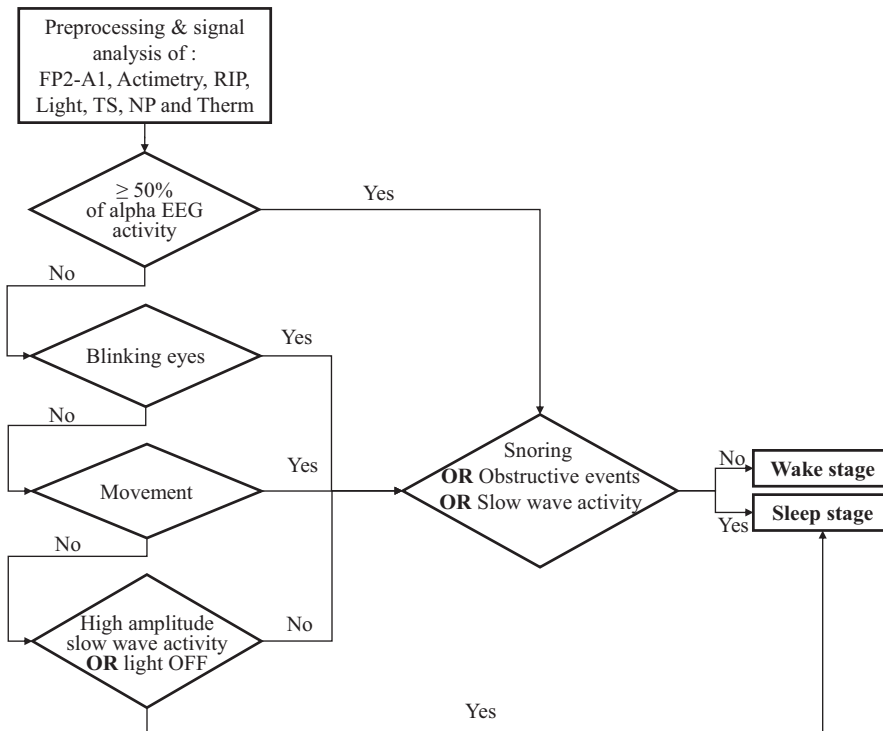 Preprocessing & signal
analysis of :
FP2-A1, Actimetry, RIP,
Light, TS, NP and Therm
≥ 50%
of alpha EEG
activity
Yes
No
Blinking eyes
Yes
No
Movement
Yes
No
High amplitude
slow wave activity
OR light OFF
No
Yes
Snoring
OR Obstructive events
OR Slow wave activity
No
Wake stage
Yes
Sleep stage